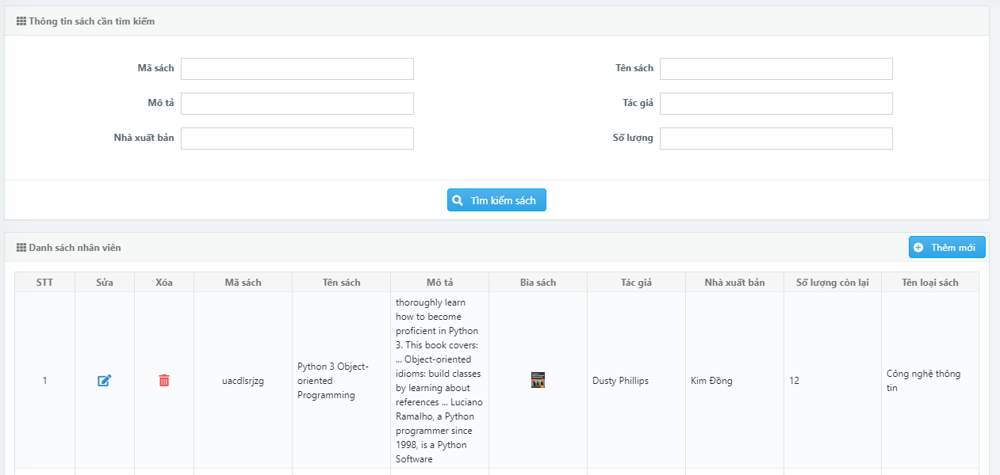 Thông tin sách cần tìm kiếm
Mã sách
Tên sách
Mô tả
Tác giả
Nhà xuất bản
Số lượng
Tìm kiếm sách
Danh sách nhân viên
Thêm mới
STT Sửa Xóa Mã sách Tên sách Mô tả Bìa sách Tác giả Nhà xuất bản Số lượng còn lại Tên loại sách
1
uacdlsrjzg
Python 3 Object-
oriented
Programming
thoroughly learn
how to become
proficient in Python
3. This book covers:
... Object-oriented
idioms: build classes
by learning about
references ... Luciano
Ramalho, a Python
programmer since
1998, is a Python
Software
Dusty Phillips
Kim Đồng
12
Công nghệ thông
tin